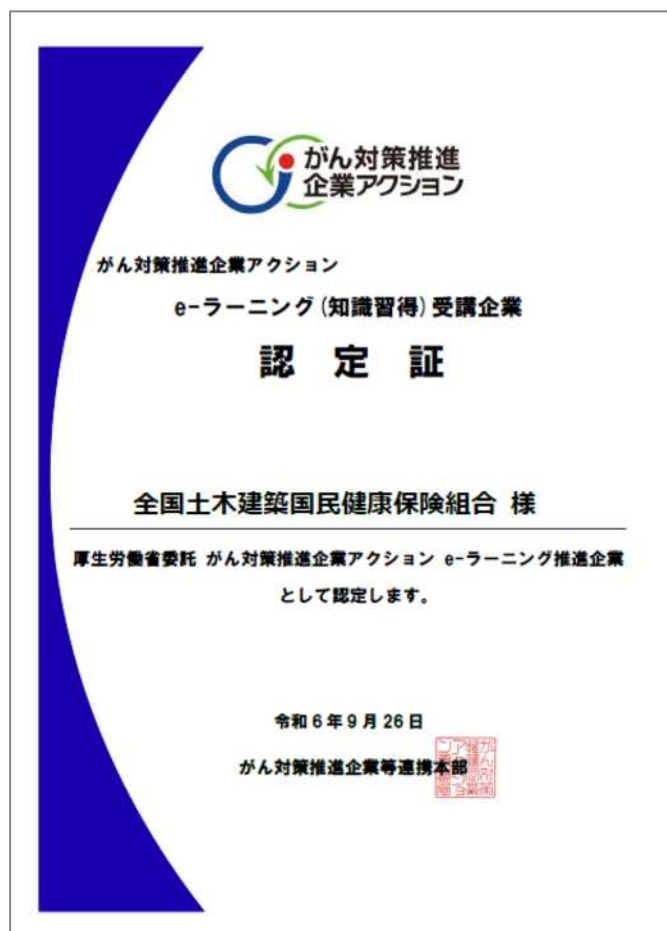 がん対策推進
企業アクション
がん対策推進企業アクション
e-ラーニング(知識習得)受講企業
認 定 証
全国土木建築国民健康保険組合 様
厚生労働省委託 がん対策推進企業アクション e-ラーニング推進企業
として認定します。
令和6年9月26日
がん対策推進企業等連携本部